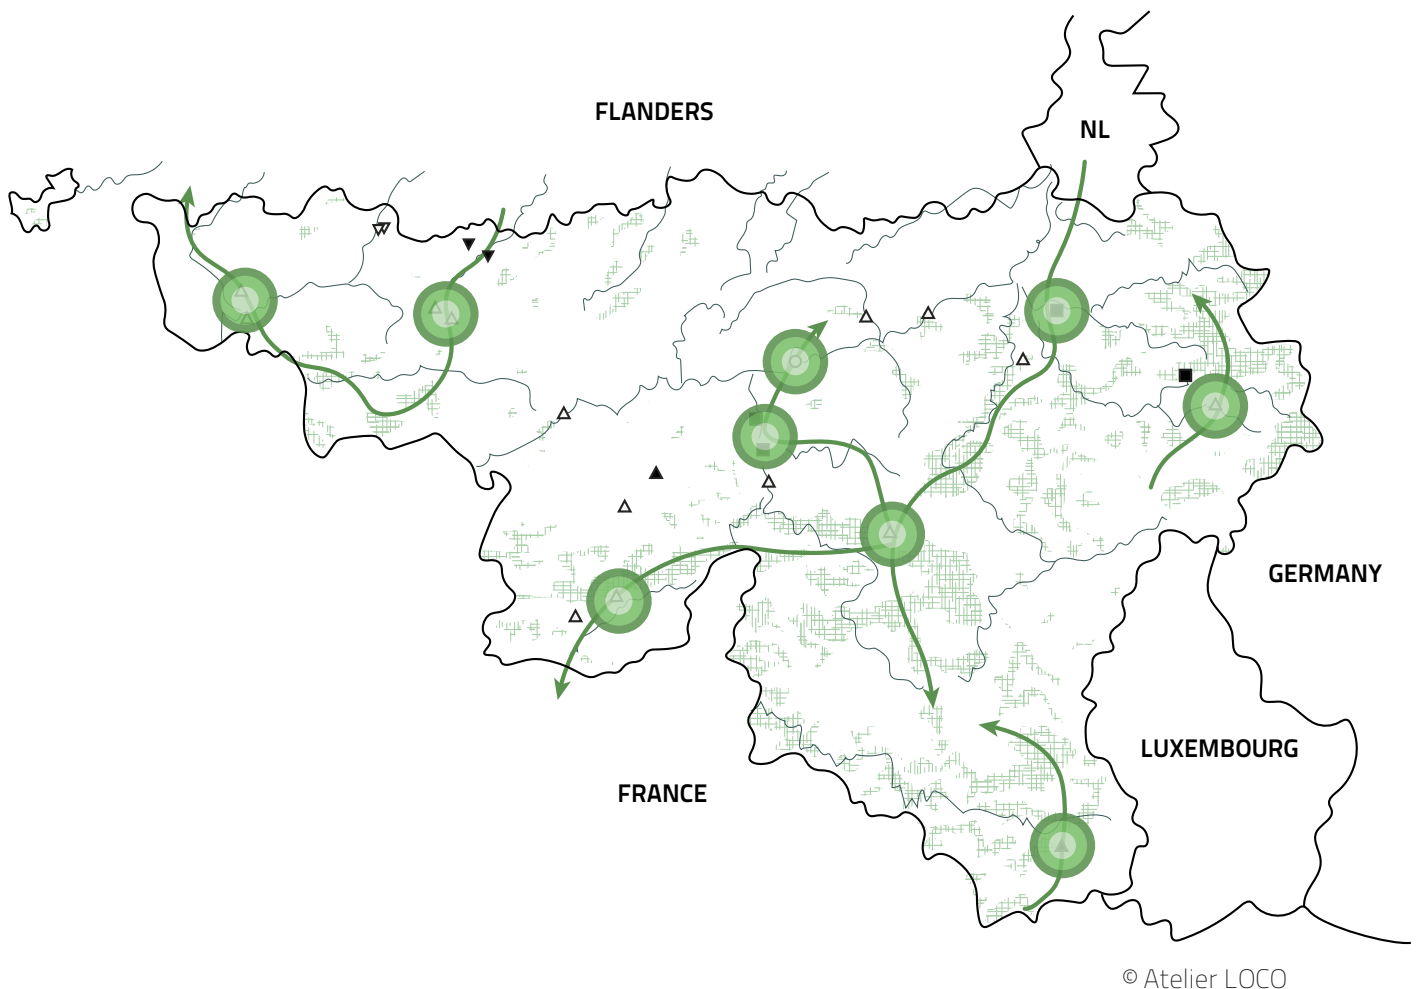 FLANDERS
NL
GERMANY
LUXEMBOURG
FRANCE
© Atelier LOCO